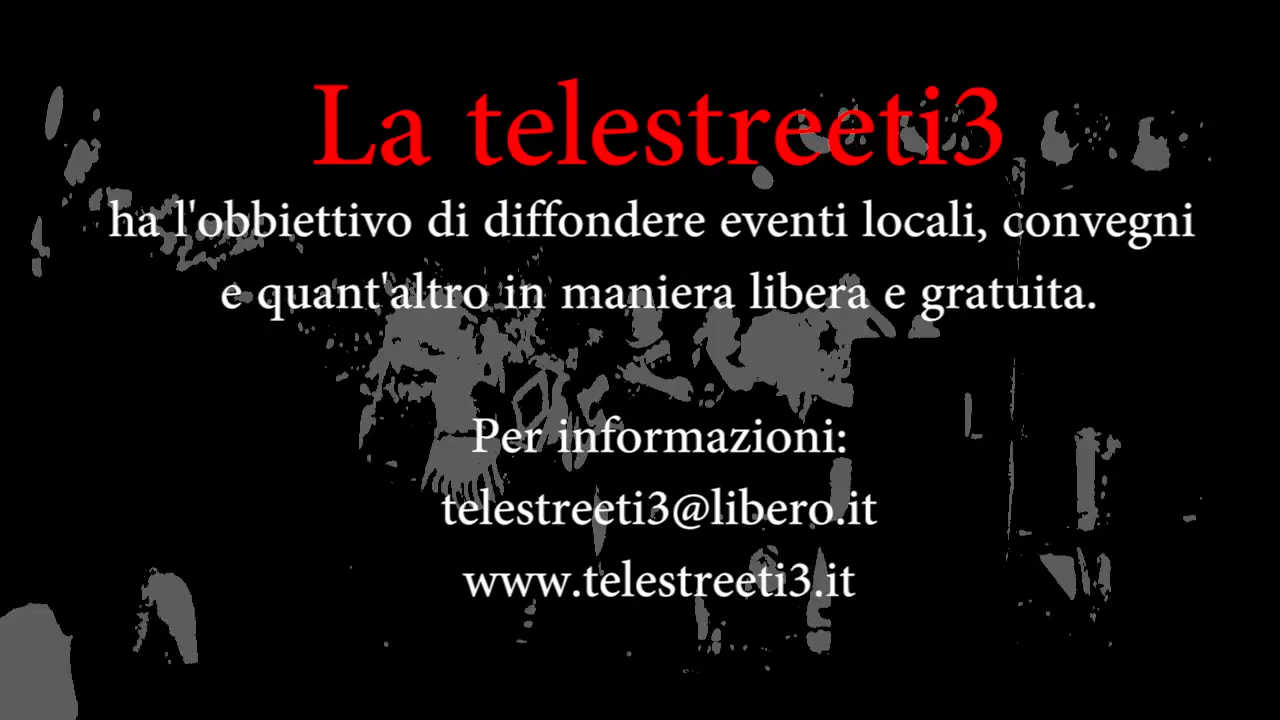 La telestreeti3
ha l'obbiettivo di diffondere eventi locali, convegni
e quant'altro in maniera libera e gratuita.
Per informazioni:
telestreeti3@libero.it
www.telestreeti3.it